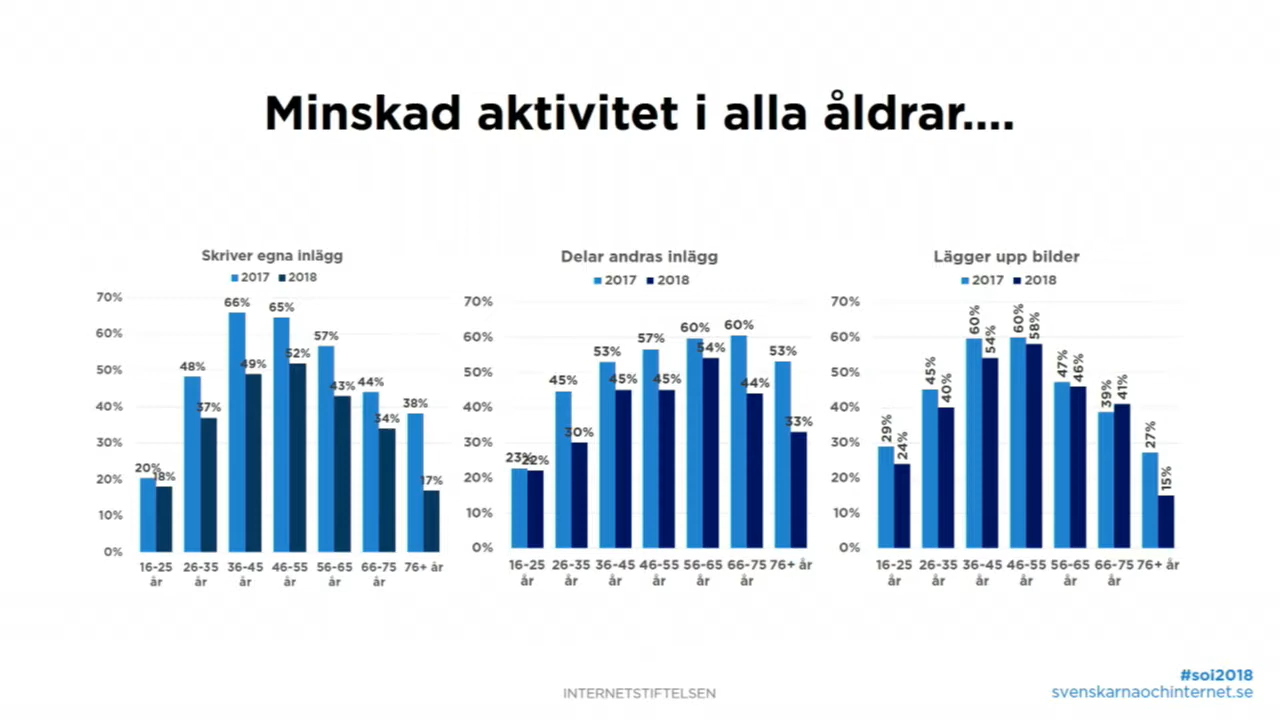 Minskad aktivitet i alla åldrar....
Skriver egna inlägg
2017 2018
70%
60%
50%
40%
30%
20%
10%
0%
20% 18% 48% 37% 66% 49% 65% 52% 57% 43% 44% 34% 38% 17%
16-25 26-35 36-45 46-55 56-65 66-75 76+ år
år år år år år år
Delar andras inlägg
2017 2018
70%
60%
50%
40%
30%
20%
10%
0%
23% 22% 45% 30% 53% 45% 57% 45% 60% 54% 60% 44% 53% 33%
16-25 26-35 36-45 46-55 56-65 66-75 76+ år
år år år år år år
Lägger upp bilder
2017 2018
70%
60%
50%
40%
30%
20%
10%
0%
29% 24% 45% 40% 60% 54% 60% 58% 47% 46% 39% 41% 27% 15%
16-25 26-35 36-45 46-55 56-65 66-75 76+ år
år år år år år år
INTERNETSTIFTELSEN
#soi2018
svenskarnaochinternet.se